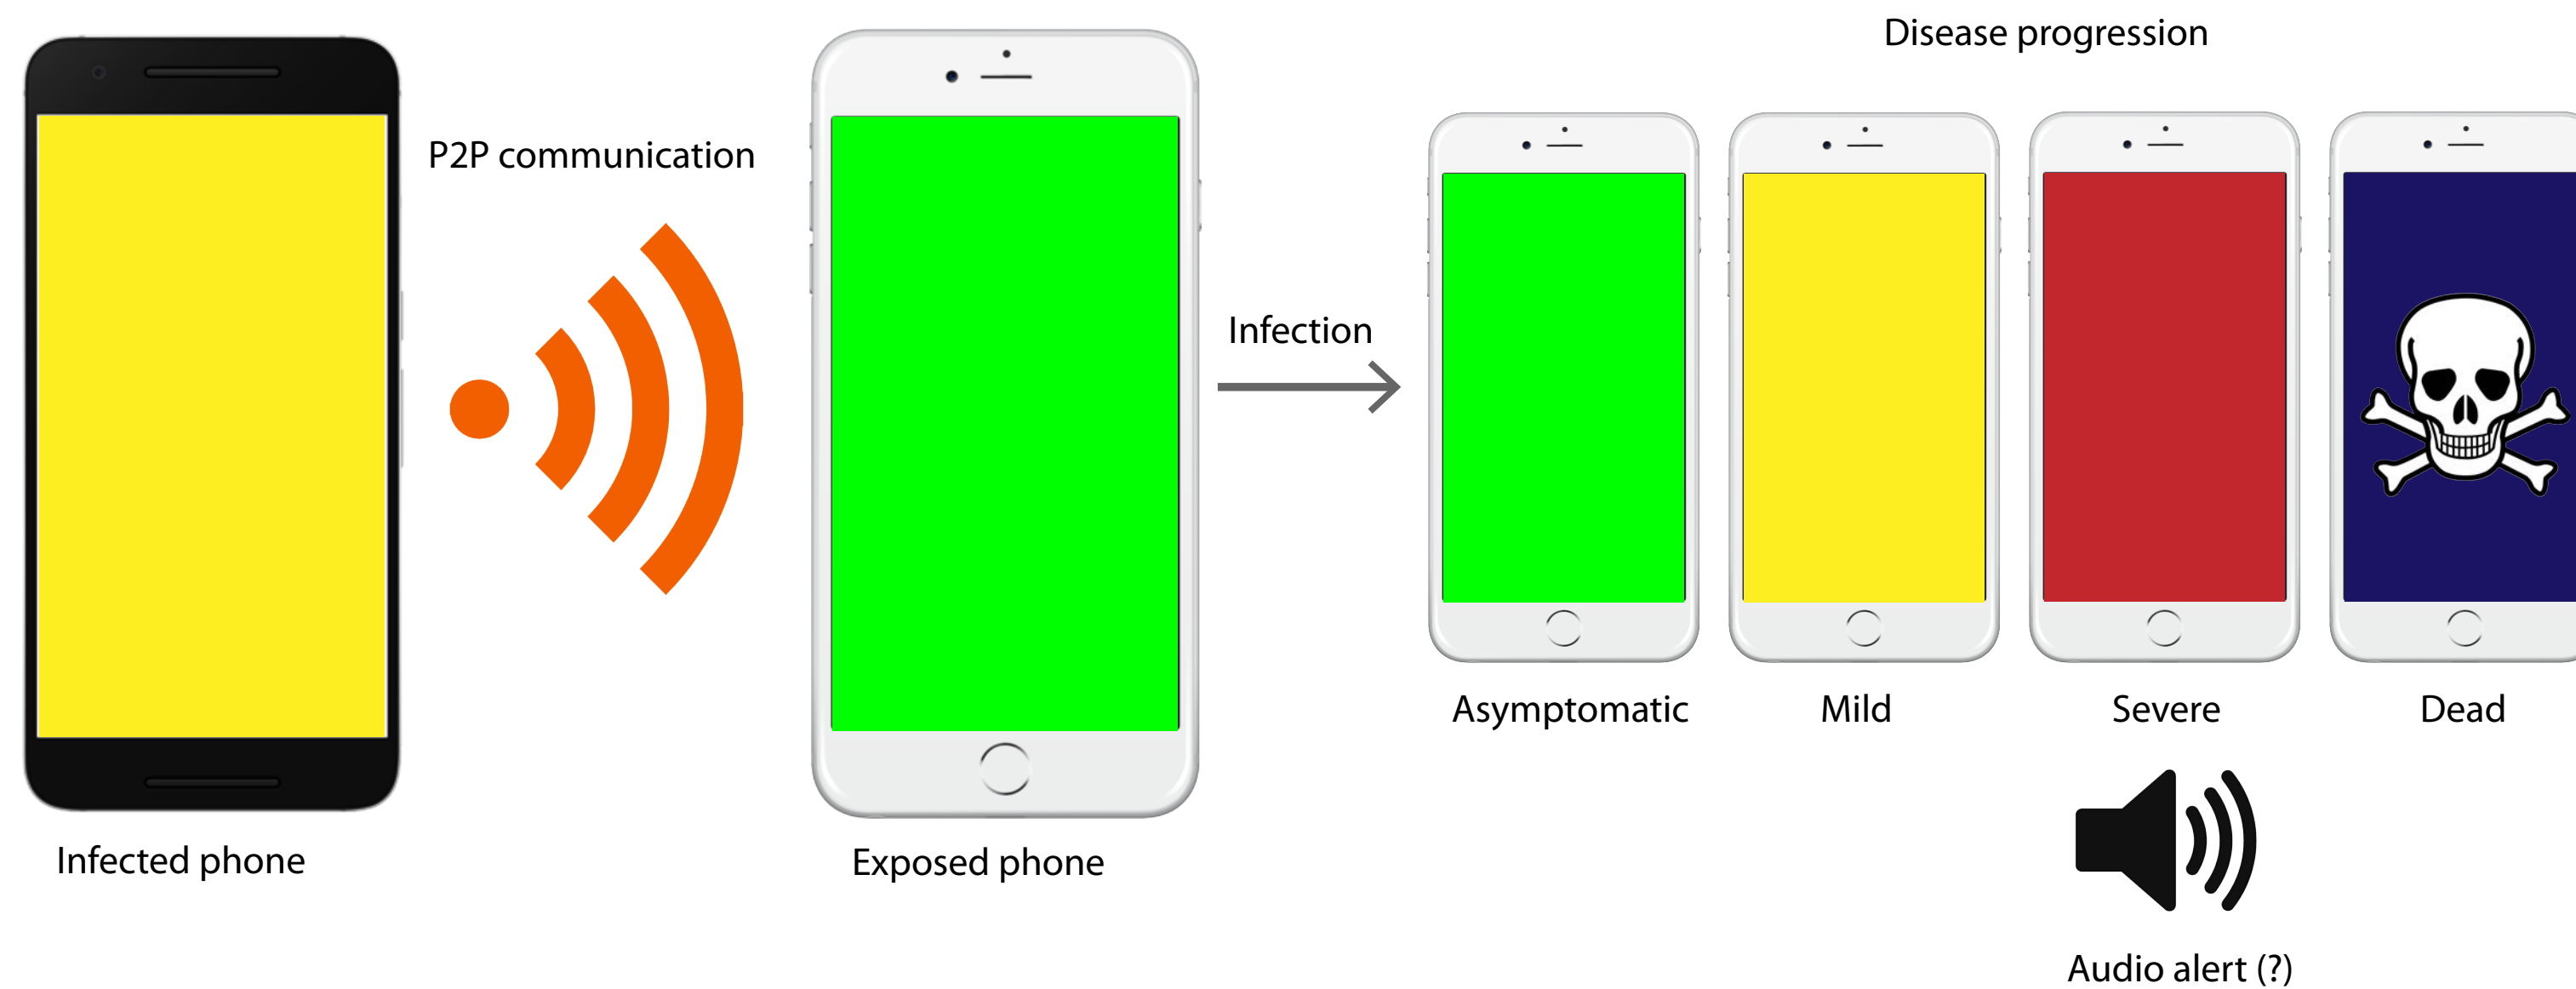 Disease progression
P2P communication
Infection
Asymptomatic
Mild
Severe
Dead
Infected phone
Exposed phone
Audio alert (?)